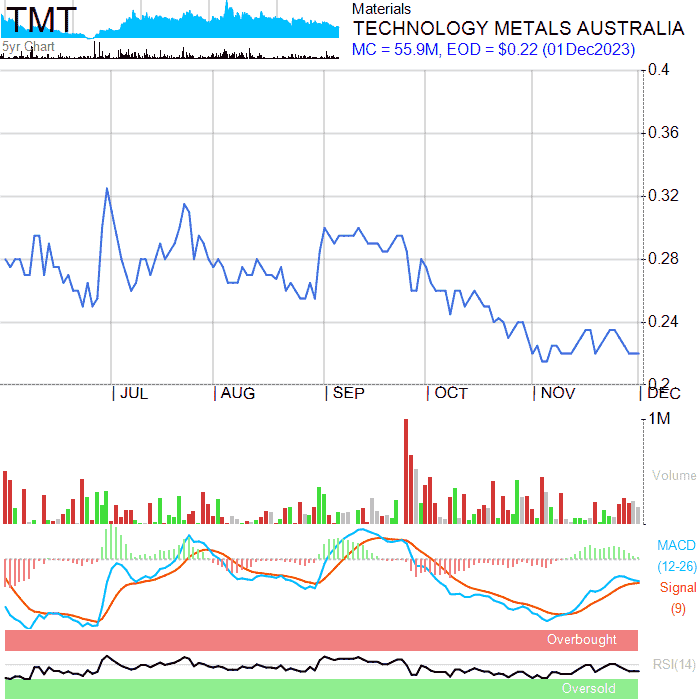 TMT
5yr Chart
Materials
TECHNOLOGY METALS AUSTRALIA
MC = 55.9M, EOD = $0.22 (01Dec2023)
0.4
0.36
0.32
0.28
0.24
0.2
JUL AUG SEP OCT NOV DEC
1M
Volume
MACD
(12-26)
Signal
(9)
Overbought
RSI(14)
Oversold